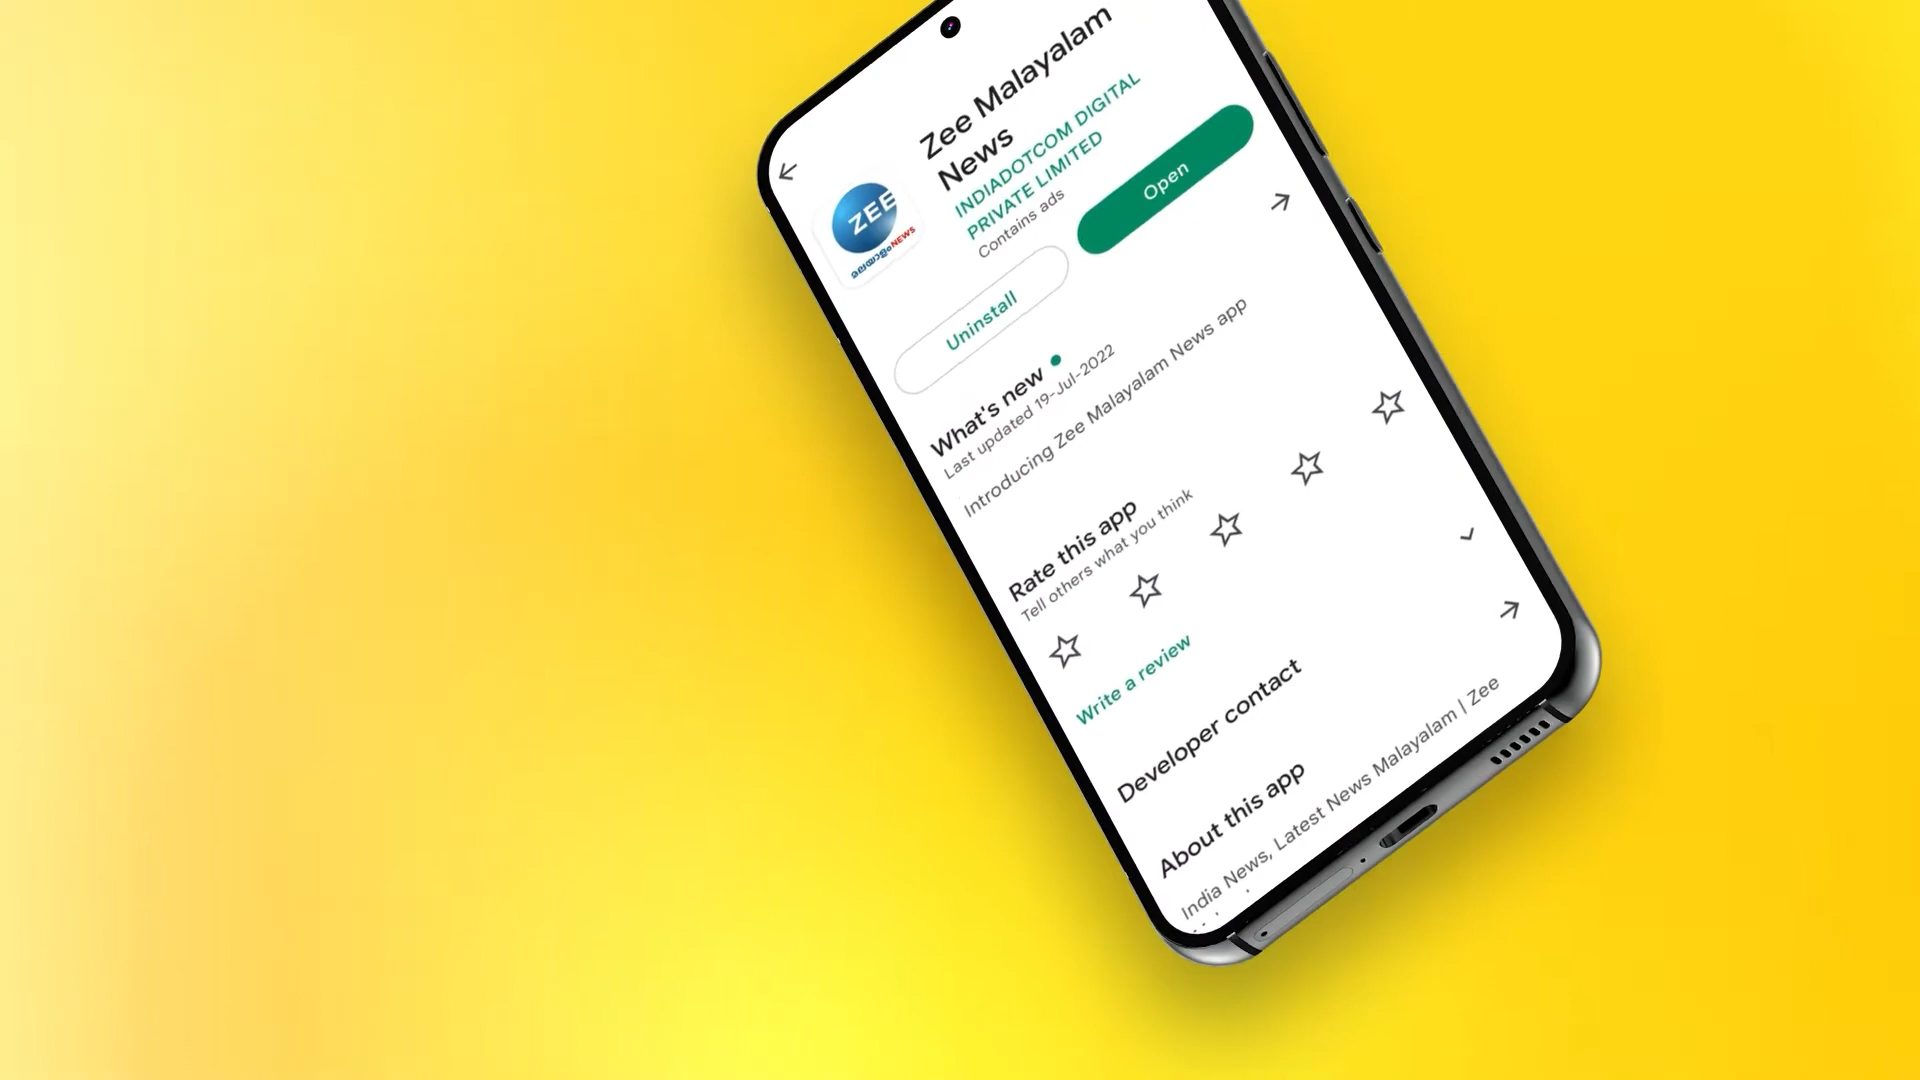 Zee Malayalam
News
INDIADOTCOM DIGITAL
PRIVATE LIMITED
Contains ads
ZEE
മലയാളം NEWS
Uninstall
Open
What's new
Last updated 19-Jul-2022
Introducing Zee Malayalam News app
Rate this app
Tell others what you think
Write a review
Developer contact
About this app
India News, Latest News Malayalam | Zee